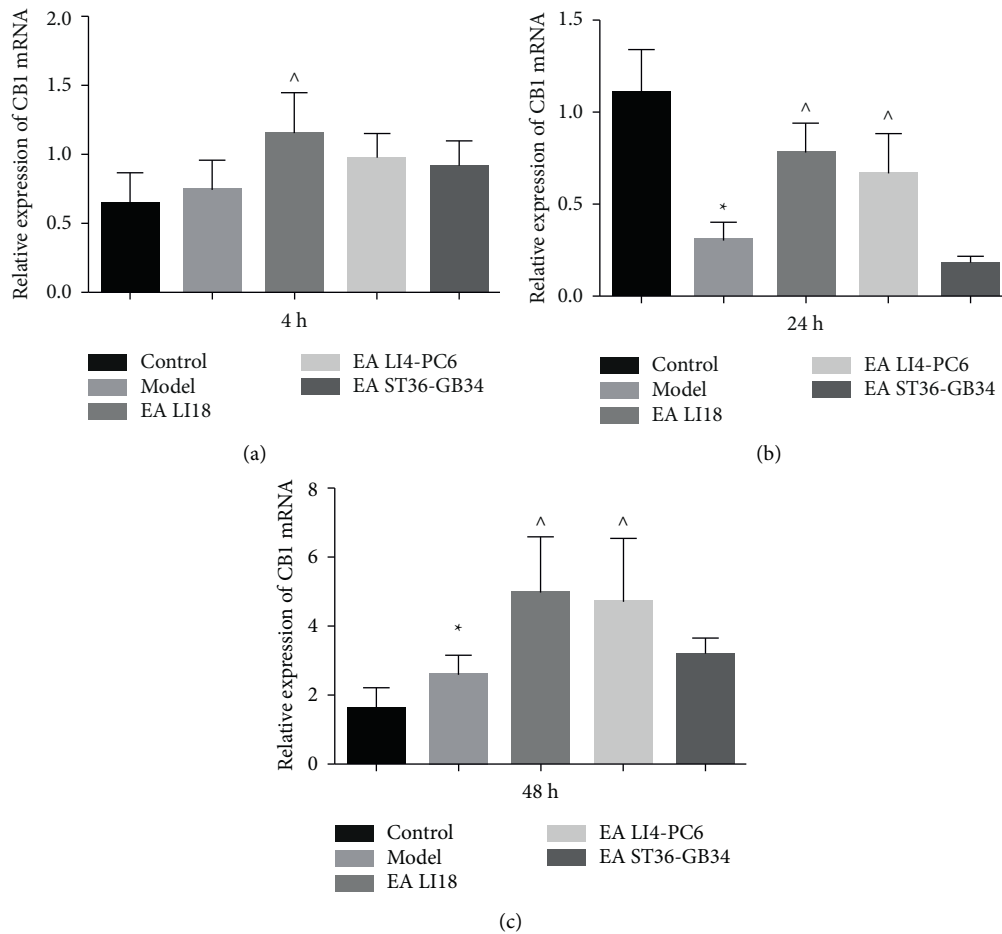 Relative expression of CB1 mRNA
2.0
1.5
1.0
0.5
0.0
^
4 h
Control
Model
EA LI18
EA LI4-PC6
EA ST36-GB34
(a)
Relative expression of CB1 mRNA
1.5
1.0
0.5
0.0
*
^
^
24 h
Control
Model
EA LI18
EA LI4-PC6
EA ST36-GB34
(b)
Relative expression of CB1 mRNA
8
6
4
2
0
*
^
^
48 h
Control
Model
EA LI18
EA LI4-PC6
EA ST36-GB34
(c)